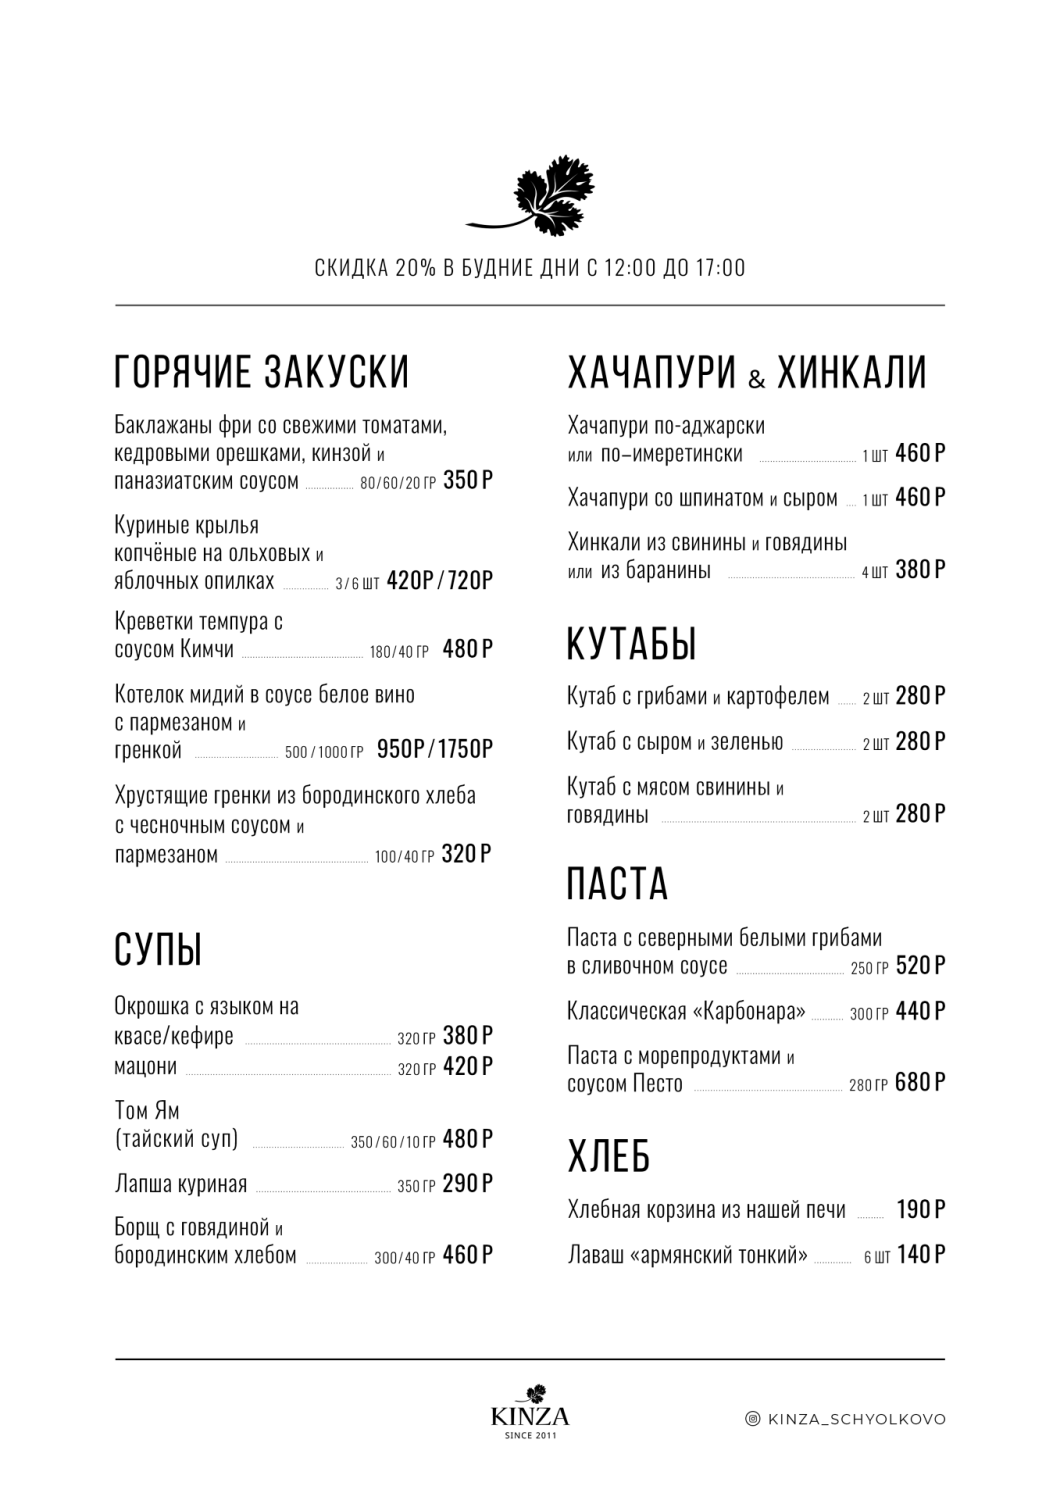 СКИДКА 20% В БУДНИЕ ДНИ С 12:00 ДО 17:00
ГОРЯЧИЕ ЗАКУСКИ
Баклажаны фри со свежими томатами,
кедровыми орешками, кинзой и
паназиатским соусом 80/60/20 ГР 350 Р
Куриные крылья
копчёные на ольховых и
яблочных опилках 3/6 ШТ 420Р/720Р
Креветки темпура с
соусом Кимчи 180/40 ГР 480 Р
Котелок мидий в соусе белое вино
с пармезаном и
гренкой 500/1000 ГР 950Р/1750Р
Хрустящие гренки из бородинского хлеба
с чесночным соусом и
пармезаном 100/40 ГР 320 Р
СУПЫ
Окрошка с языком на
квасе/кефире 320 ГР 380 Р
мацони 320 ГР 420 Р
Том Ям
(тайский суп) 350/60/10 ГР 480 Р
Лапша куриная 350 ГР 290 Р
Борщ с говядиной и
бородинским хлебом 300/40 ГР 460 Р
ХАЧАПУРИ & ХИНКАЛИ
Хачапури по-аджарски
или по–имеретински 1 ШТ 460 Р
Хачапури со шпинатом и сыром 1 ШТ 460 Р
Хинкали из свинины и говядины
или из баранины 4 ШТ 380 Р
КУТАБЫ
Кутаб с грибами и картофелем 2 ШТ 280 Р
Кутаб с сыром и зеленью 2 ШТ 280 Р
Кутаб с мясом свинины и
говядины 2 ШТ 280 Р
ПАСТА
Паста с северными белыми грибами
в сливочном соусе 250 ГР 520 Р
Классическая «Карбонара» 300 ГР 440 Р
Паста с морепродуктами и
соусом Песто 280 ГР 680 Р
ХЛЕБ
Хлебная корзина из нашей печи 190 Р
Лаваш «армянский тонкий» 6 ШТ 140 Р
KINZA
SINCE 2011
KINZA_SCHYOLKOVO